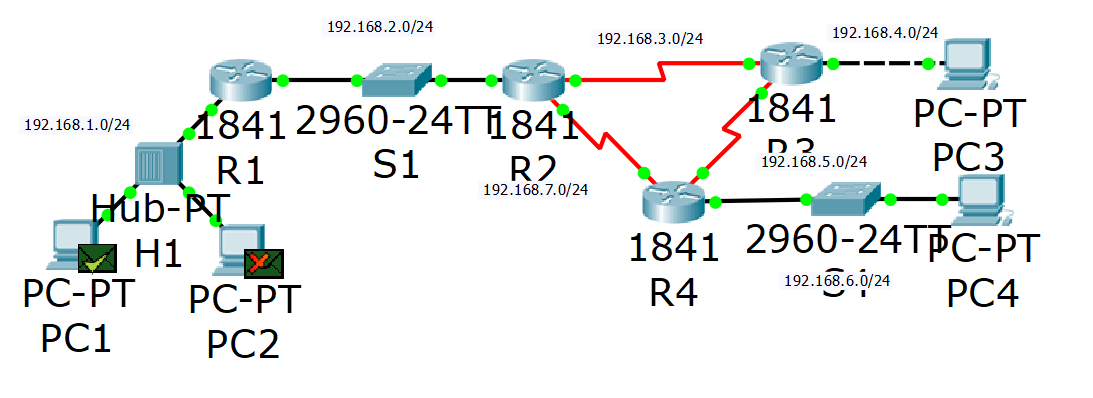 192.168.2.0/24
192.168.3.0/24
192.168.4.0/24
192.168.1.0/24
1841
R1
2960-24TT
S1
1841
R2
1841
R3
PC-PT
PC3
192.168.5.0/24
192.168.7.0/24
Hub-PT
H1
PC-PT
PC1
PC-PT
PC2
1841
R4
2960-24TT
192.168.6.0/24
PC-PT
PC4